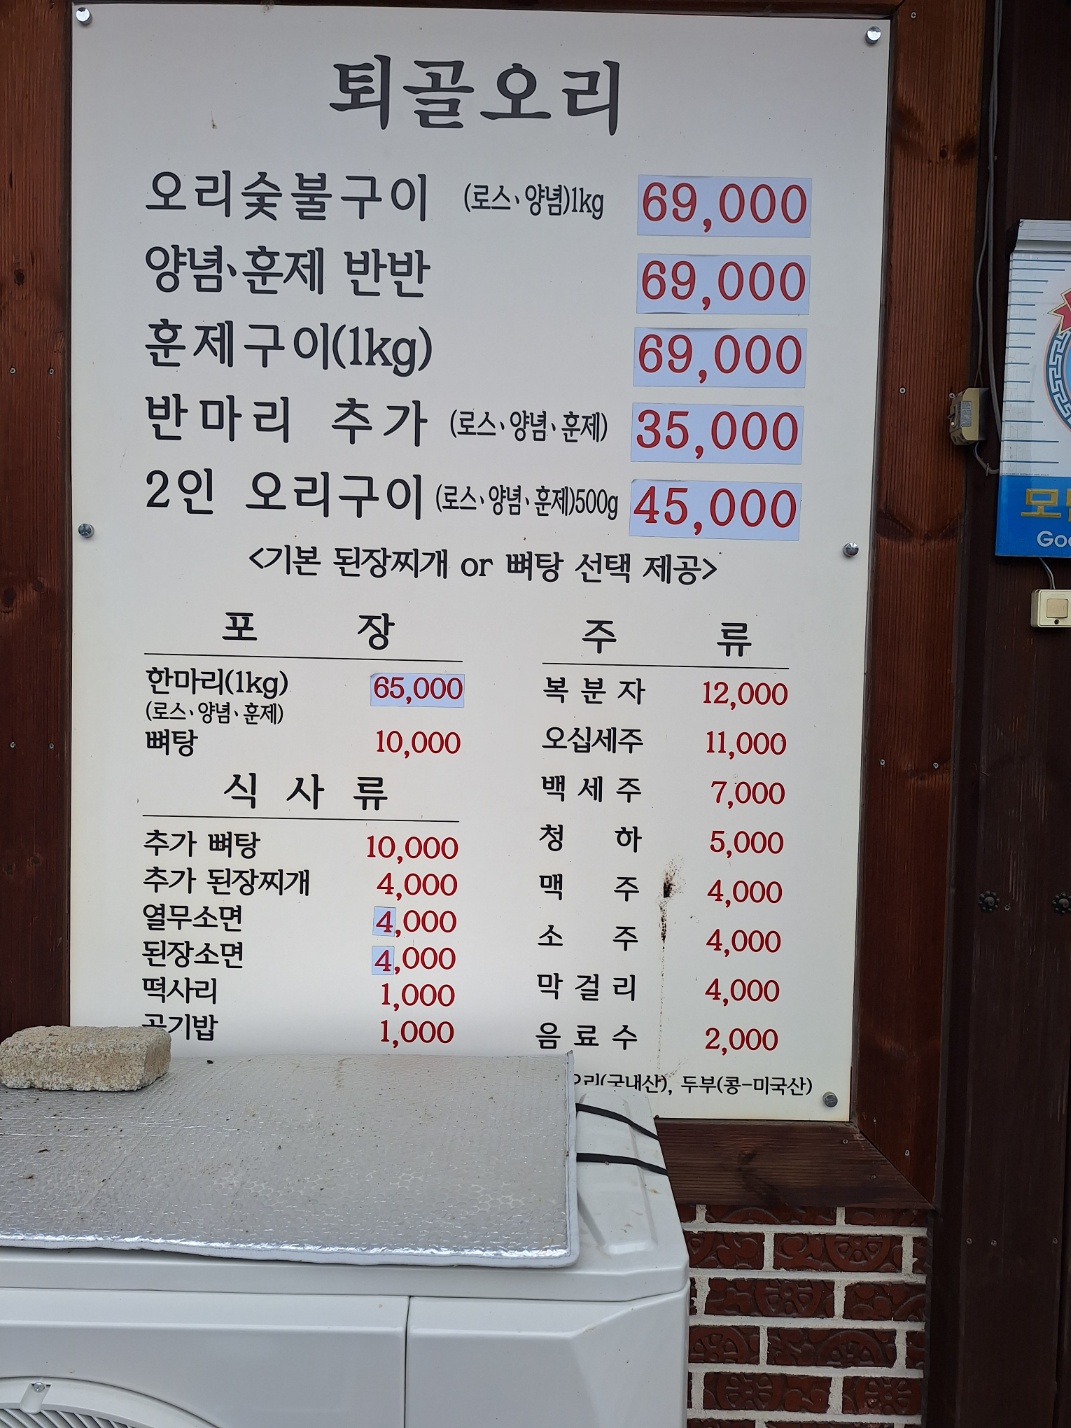 퇴골오리
오리숯불구이 (로스、양념)1kg 69,000
양념、훈제 반반 69,000
훈제구이(1kg) 69,000
반마리 추가 (로스、양념、훈제) 35,000
2인 오리구이 (로스、양념、훈제)500g 45,000
<기본 된장찌개 or 뼈탕 선택 제공>
포 장
한마리(1kg) 65,000
(로스、양념、훈제)
뼈탕 10,000
식 사 류
추가 뼈탕 10,000
추가 된장찌개 4,000
열무소면 4,000
된장소면 4,000
떡사리 1,000
공기밥 1,000
주 류
복 분 자 12,000
오십세주 11,000
백 세 주 7,000
청 하 5,000
맥 주 4,000
소 주 4,000
막 걸 리 4,000
음 료 수 2,000
오리(국내산), 두부(콩-미국산)